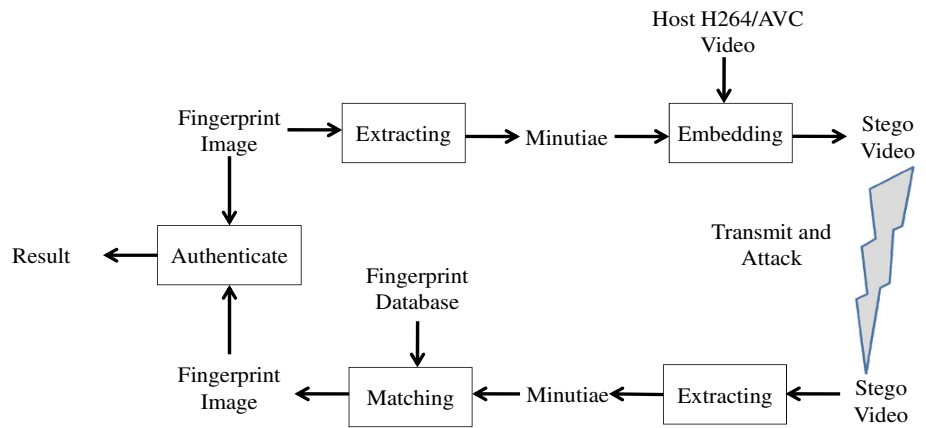 Host H264/AVC
Video
Fingerprint
Image
Extracting
Minutiae
Embedding
Stego
Video
Transmit and
Attack
Result
Authenticate
Fingerprint
Database
Fingerprint
Image
Matching
Minutiae
Extracting
Stego
Video